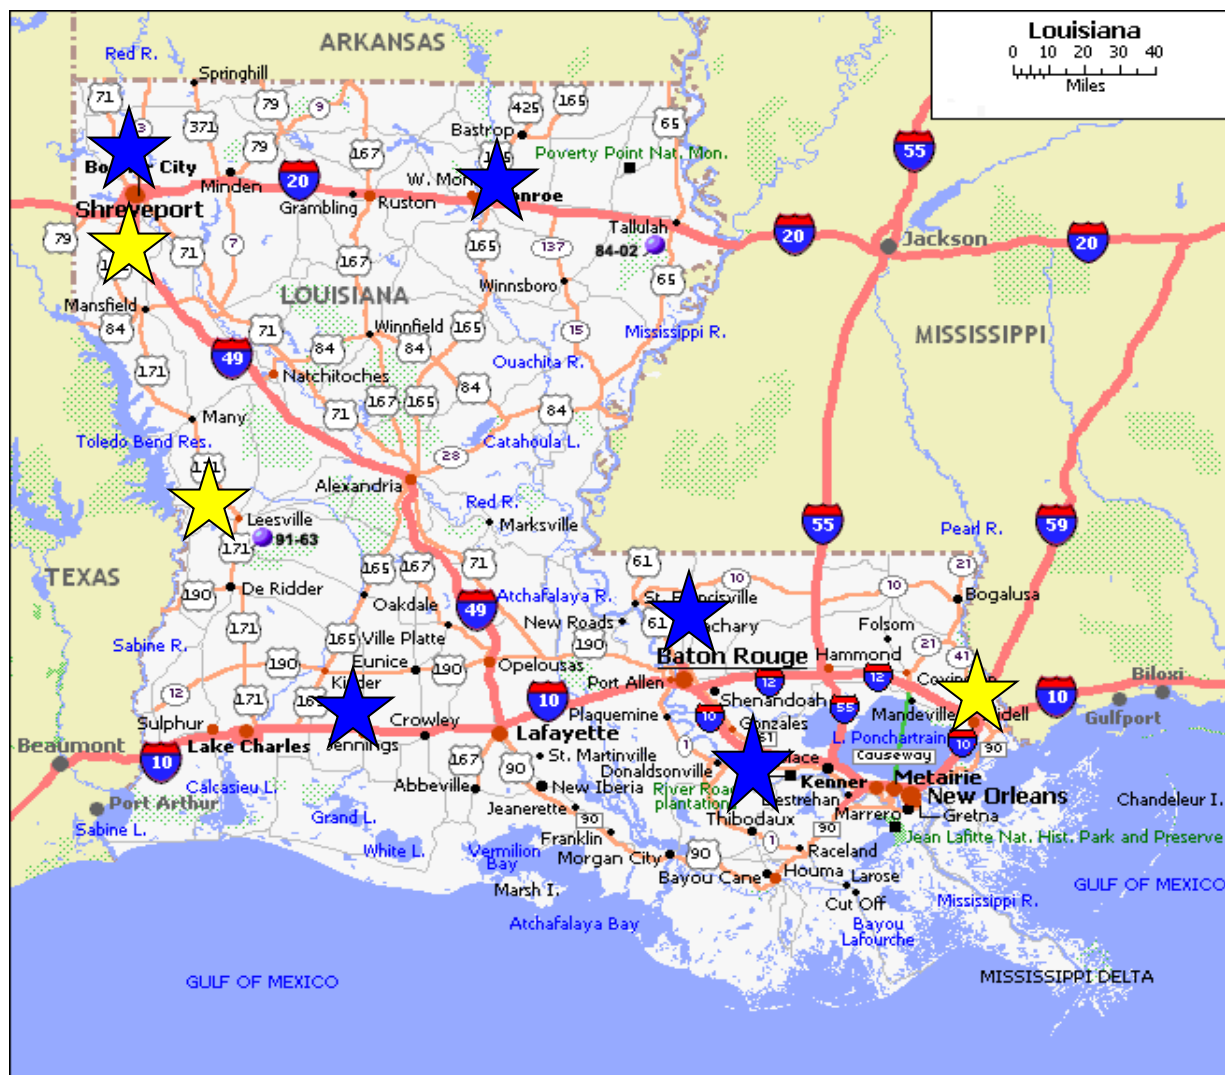 Louisiana
0 10 20 30 40
Miles
ARKANSAS
Red R.
Springhill
71
79
9
425
165
3
371
65
55
Bastrop
79
167
Poverty Point Nat. Mon.
City
Minden
20
W.
Grambling
Ruston
Shreveport
Tallulah
84-02
20
Jackson
20
79
71
7
165
137
167
65
Winnsboro
LOUISIANA
Mansfield
84
71
Winnfield
165
15
Mississippi R.
MISSISSIPPI
84
84
49
Ouachita R.
171
Natchitoches
84
167
165
71
84
Many
Toledo Bend Res.
Catahoula L.
28
Alexandria
Red R.
Marksville
Leesville
91-63
171
55
59
Pearl R.
TEXAS
165
167
71
61
21
10
10
190
De Ridder
Oakdale
Atchafalaya R.
St.
Bogalusa
49
New Roads
61
Folsom
171
Sabine R.
165
Ville Platte
190
21
41
190
Eunice
190
Opelousas
Baton Rouge
Hammond
Port Allen
12
12
Biloxi
12
171
10
Shenandoah
10
Gulfport
Sulphur
Crowley
Plaquemine
10
55
Mandeville
Gonzales
Beaumont
Lake Charles
Jennings
Lafayette
61
L. Ponchartrain
10
90
10
167
90
St. Martinville
1
Donaldsonville
Causeway
Calcasieu L.
Abbeville
New Iberia
Kenner
Metairie
Port Arthur
Jeanerette
New Orleans
Chandeleur I.
Sabine L.
Grand L.
90
Thibodaux
Marrero
Gretna
Franklin
90
Jean Lafitte Nat. Hist. Park and Preserve
White L.
Vermilion
Bay
Morgan City
90
1
Raceland
Bayou Cane
Houma
Larose
GULF OF MEXICO
Marsh I.
Cut Off
Mississippi R.
Atchafalaya Bay
Bayou
Lafourche
GULF OF MEXICO
MISSISSIPPI DELTA